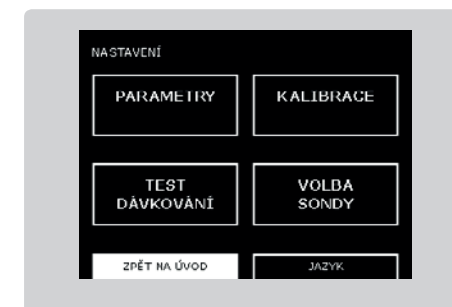 NASTAVENÍ
PARAMETRY
KALIBRACE
TEST
DÁVKOVÁNÍ
VOLBA
SONDY
ZPĚT NA ÚVOD
JAZYK